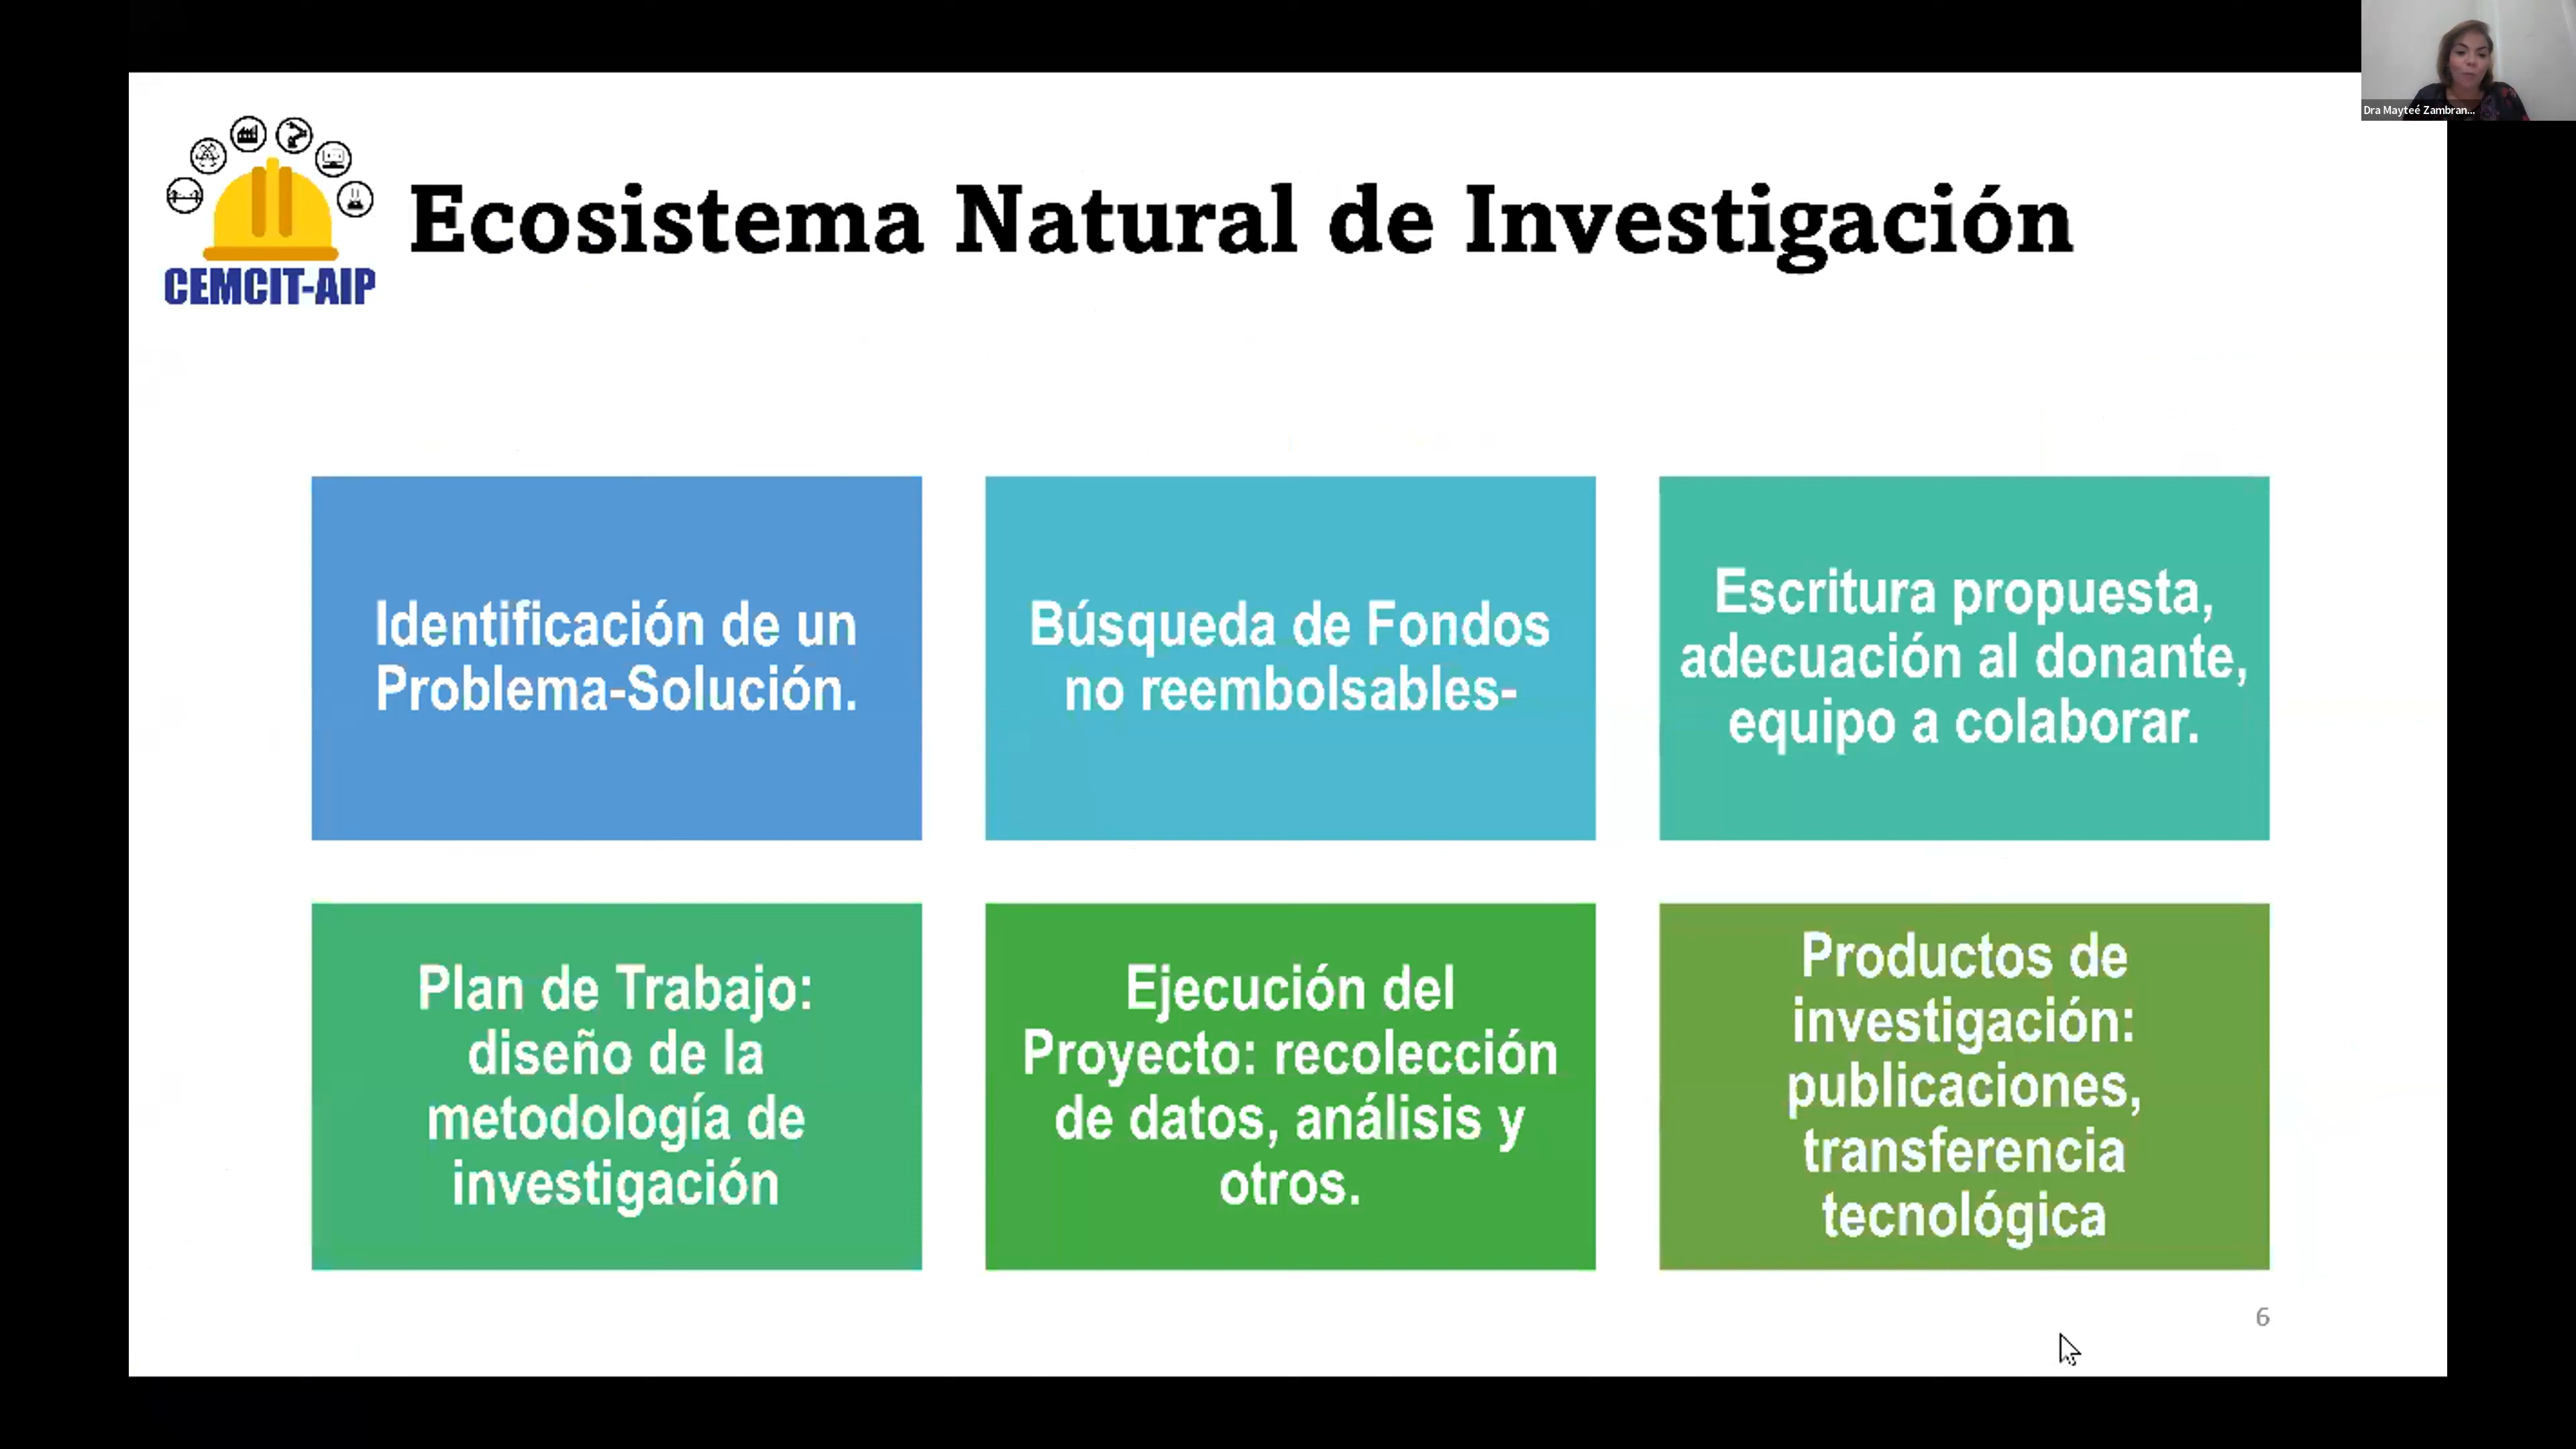 Dra Mayteé Zambran...
CEMCIT-AIP
Ecosistema Natural de Investigación
Identificación de un
Problema-Solución.
Búsqueda de Fondos
no reembolsables-
Escritura propuesta,
adecuación al donante,
equipo a colaborar.
Plan de Trabajo:
diseño de la
metodología de
investigación
Ejecución del
Proyecto: recolección
de datos, análisis y
otros.
Productos de
investigación:
publicaciones,
transferencia
tecnológica
6